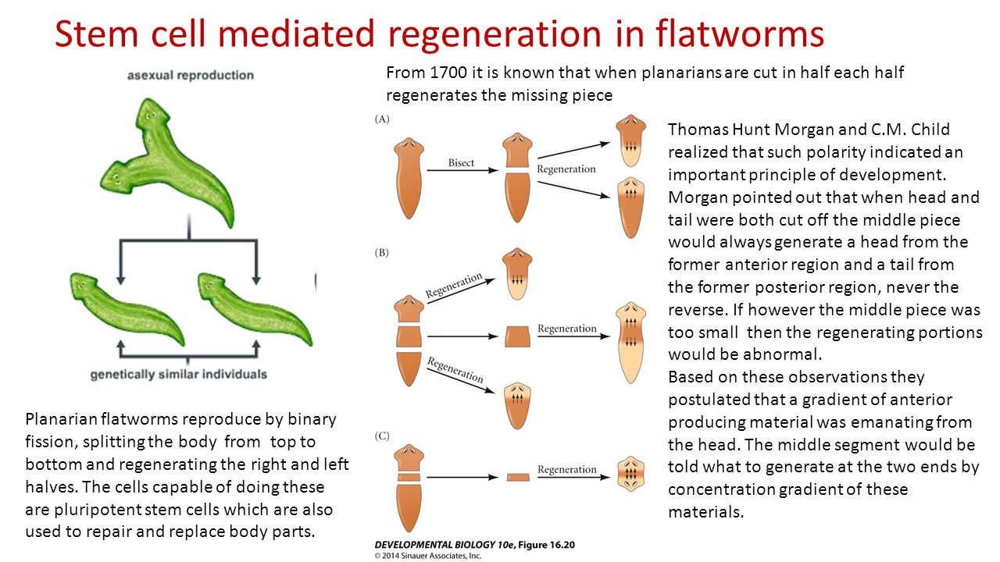 Stem cell mediated regeneration in flatworms
asexual reproduction
genetically similar individuals
Planarian flatworms reproduce by binary
fission, splitting the body from top to
bottom and regenerating the right and left
halves. The cells capable of doing these
are pluripotent stem cells which are also
used to repair and replace body parts.
From 1700 it is known that when planarians are cut in half each half
regenerates the missing piece
(A)
Bisect
Regeneration
(B)
Regeneration
Regeneration
Regeneration
(C)
Regeneration
DEVELOPMENTAL BIOLOGY 10e, Figure 16.20
© 2014 Sinauer Associates, Inc.
Thomas Hunt Morgan and C.M. Child
realized that such polarity indicated an
important principle of development.
Morgan pointed out that when head and
tail were both cut off the middle piece
would always generate a head from the
former anterior region and a tail from
the former posterior region, never the
reverse. If however the middle piece was
too small then the regenerating portions
would be abnormal.
Based on these observations they
postulated that a gradient of anterior
producing material was emanating from
the head. The middle segment would be
told what to generate at the two ends by
concentration gradient of these
materials.